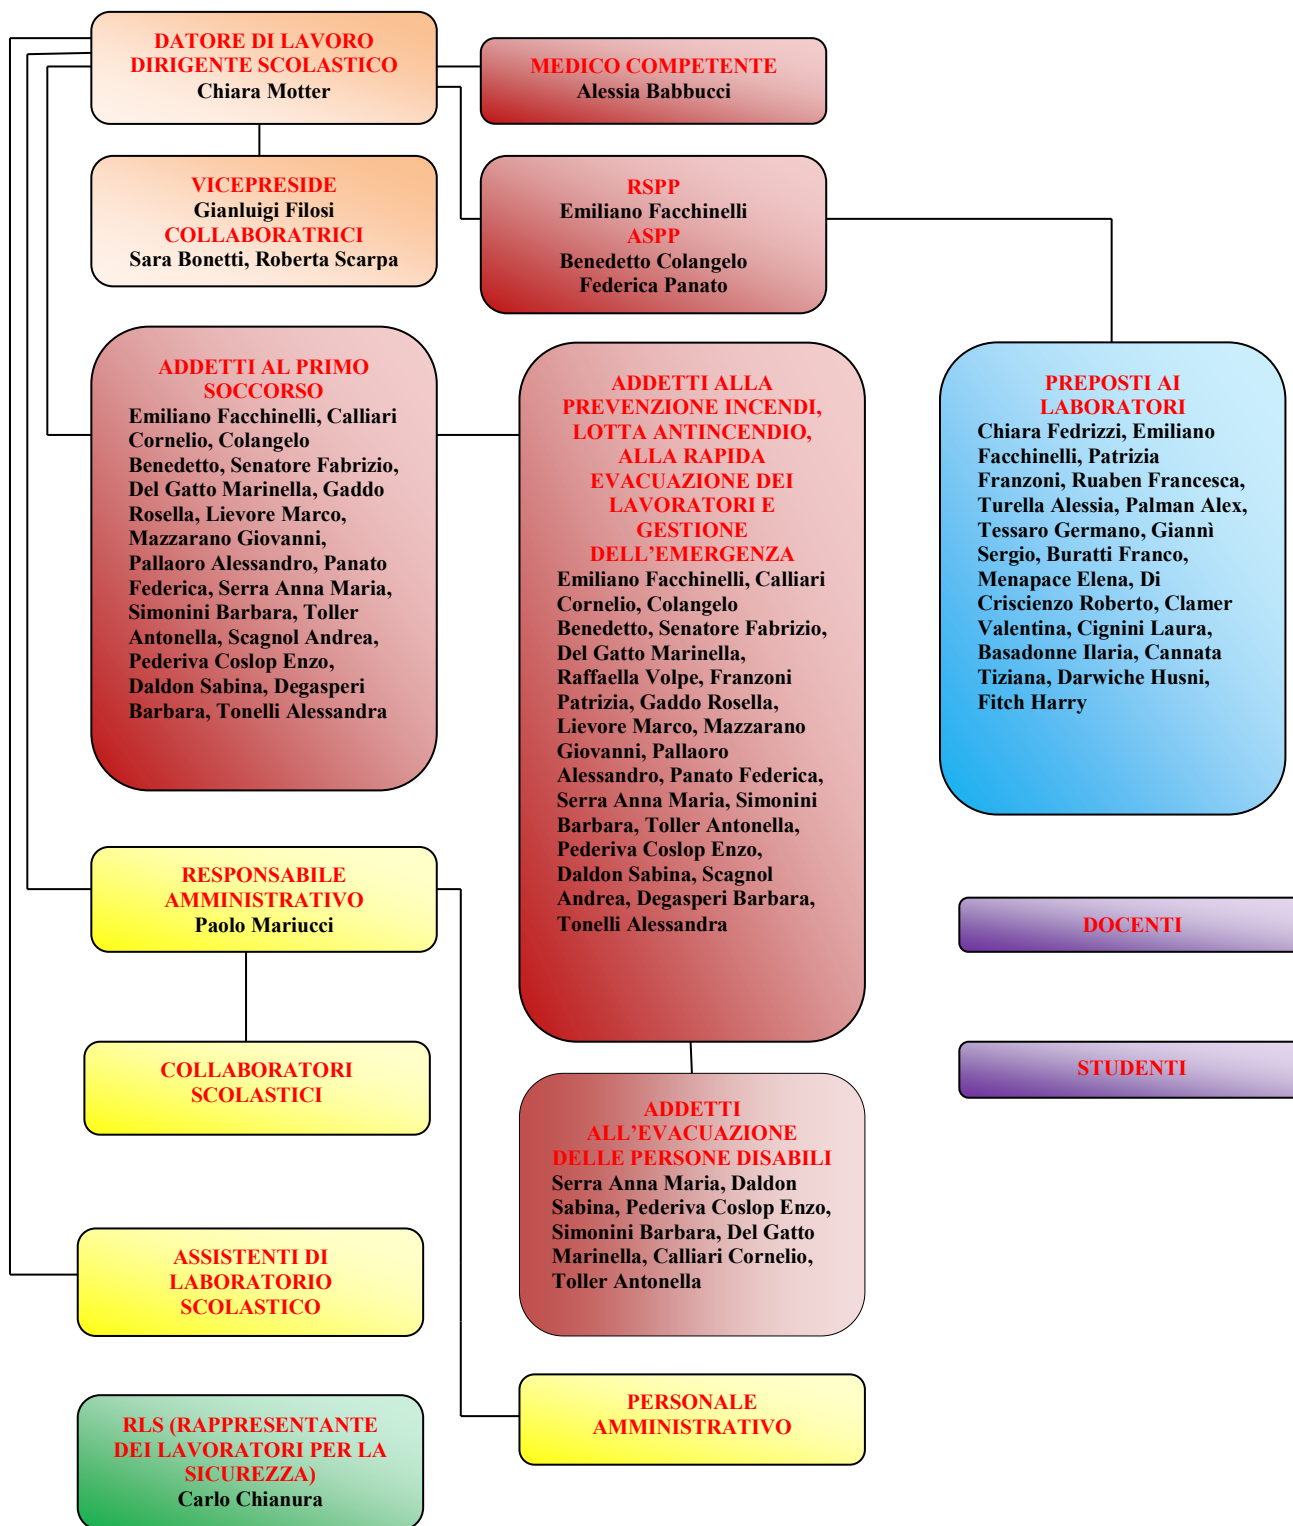 DATORE DI LAVORO
DIRIGENTE SCOLASTICO
Chiara Motter
MEDICO COMPETENTE
Alessia Babbucci
VICEPRESIDE
Gianluigi Filosi
COLLABORATRICI
Sara Bonetti, Roberta Scarpa
RSPP
Emiliano Facchinelli
ASPP
Benedetto Colangelo
Federica Panato
ADDETTI AL PRIMO
SOCCORSO
Emiliano Facchinelli, Calliari
Cornelio, Colangelo
Benedetto, Senatore Fabrizio,
Del Gatto Marinella, Gaddo
Rosella, Lievore Marco,
Mazzarano Giovanni,
Pallaoro Alessandro, Panato
Federica, Serra Anna Maria,
Simonini Barbara, Toller
Antonella, Scagnol Andrea,
Pederiva Coslop Enzo,
Daldon Sabina, Degasperi
Barbara, Tonelli Alessandra
ADDETTI ALLA
PREVENZIONE INCENDI,
LOTTA ANTINCENDIO,
ALLA RAPIDA
EVACUAZIONE DEI
LAVORATORI E
GESTIONE
DELL’EMERGENZA
Emiliano Facchinelli, Calliari
Cornelio, Colangelo
Benedetto, Senatore Fabrizio,
Del Gatto Marinella,
Raffaella Volpe, Franzoni
Patrizia, Gaddo Rosella,
Lievore Marco, Mazzarano
Giovanni, Pallaoro
Alessandro, Panato Federica,
Serra Anna Maria, Simonini
Barbara, Toller Antonella,
Pederiva Coslop Enzo,
Daldon Sabina, Scagnol
Andrea, Degasperi Barbara,
Tonelli Alessandra
PREPOSTI AI
LABORATORI
Chiara Fedrizzi, Emiliano
Facchinelli, Patrizia
Franzoni, Ruaben Francesca,
Turella Alessia, Palman Alex,
Tessaro Germano, Giannì
Sergio, Buratti Franco,
Menapace Elena, Di
Criscienzo Roberto, Clamer
Valentina, Cignini Laura,
Basadonne Ilaria, Cannata
Tiziana, Darwiche Husni,
Fitch Harry
RESPONSABILE
AMMINISTRATIVO
Paolo Mariucci
DOCENTI
COLLABORATORI
SCOLASTICI
STUDENTI
ADDETTI
ALL’EVACUAZIONE
DELLE PERSONE DISABILI
Serra Anna Maria, Daldon
Sabina, Pederiva Coslop Enzo,
Simonini Barbara, Del Gatto
Marinella, Calliari Cornelio,
Toller Antonella
ASSISTENTI DI
LABORATORIO
SCOLASTICO
PERSONALE
AMMINISTRATIVO
RLS (RAPPRESENTANTE
DEI LAVORATORI PER LA
SICUREZZA)
Carlo Chianura